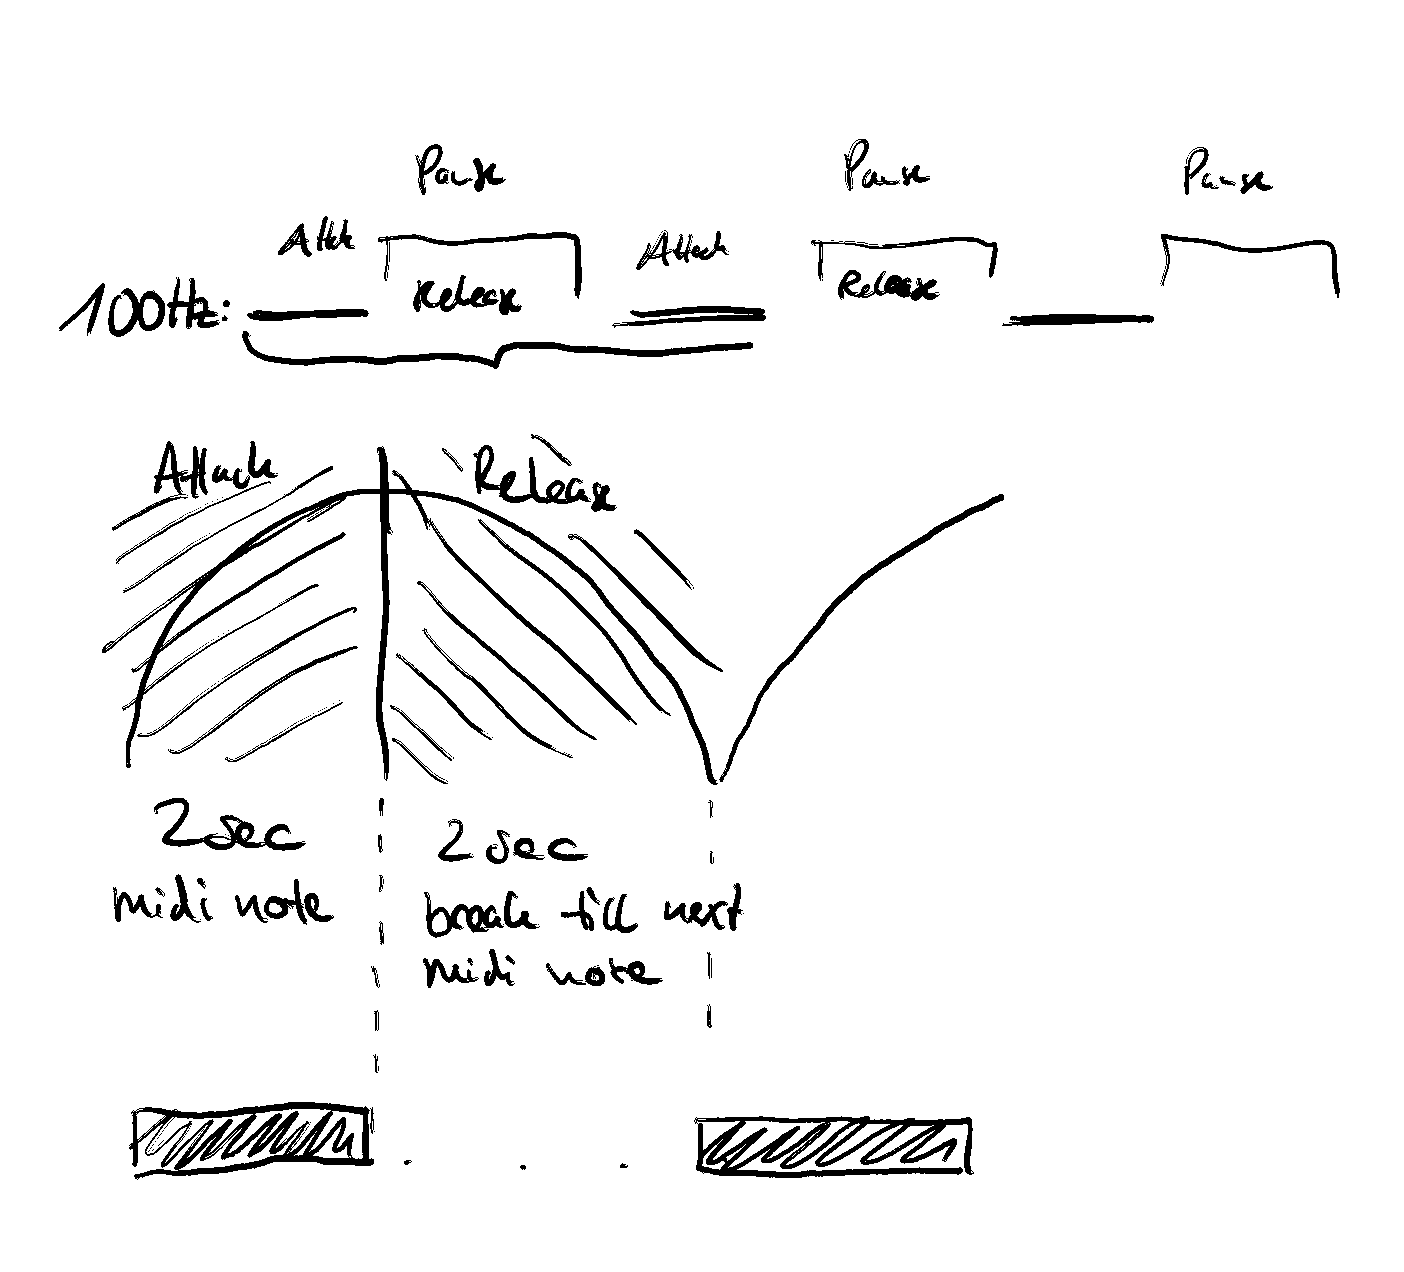 Pause Pause Pause
Attack Attack
100Hz: Release Release
Attack Release
2sec 2sec
midi note break till next
midi note